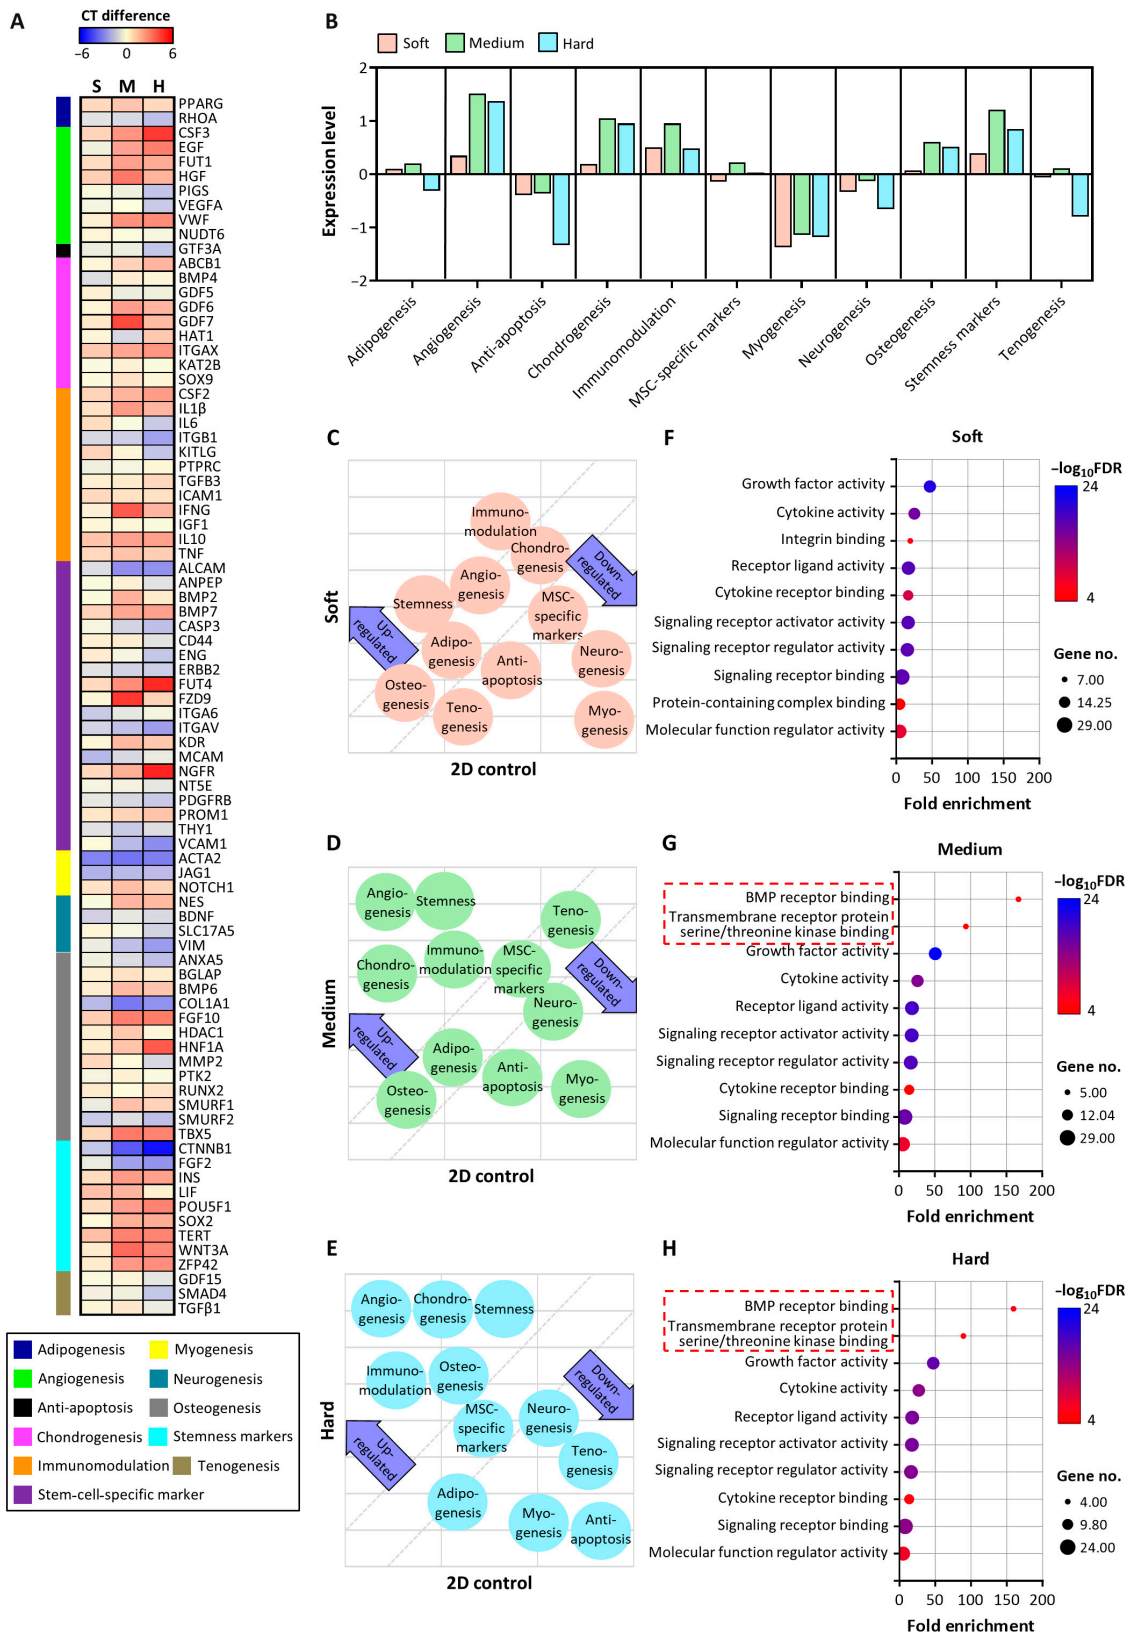 A
CT difference
−6 0 6
S M H
PPARG
RHOA
CSF3
EGF
FUT1
HGF
PIGS
VEGFA
VWF
NUDT6
GTF3A
ABCB1
BMP4
GDF5
GDF6
GDF7
HAT1
ITGAX
KAT2B
SOX9
CSF2
IL1β
IL6
ITGB1
KITLG
PTPRC
TGFB3
ICAM1
IFNG
IGF1
IL10
TNF
ALCAM
ANPEP
BMP2
BMP7
CASP3
CD44
ENG
ERBB2
FUT4
FZD9
ITGA6
ITGAV
KDR
MCAM
NGFR
NT5E
PDGFRB
PROM1
THY1
VCAM1
ACTA2
JAG1
NOTCH1
NES
BDNF
SLC17A5
VIM
ANXA5
BGLAP
BMP6
COL1A1
FGF10
HDAC1
HNF1A
MMP2
PTK2
RUNX2
SMURF1
SMURF2
TBX5
CTNNB1
FGF2
INS
LIF
POU5F1
SOX2
TERT
WNT3A
ZFP42
GDF15
SMAD4
TGFβ1
Adipogenesis
Myogenesis
Angiogenesis
Neurogenesis
Anti-apoptosis
Osteogenesis
Chondrogenesis
Stemness markers
Immunomodulation
Tenogenesis
Stem-cell-specific marker
B
Soft Medium Hard
Expression level
2
1
0
−1
−2
Adipogenesis
Angiogenesis
Anti-apoptosis
Chondrogenesis
Immunomodulation
MSC-specific markers
Myogenesis
Neurogenesis
Osteogenesis
Stemness markers
Tenogenesis
C
Soft
Immuno-
modulation
Chondro-
genesis
Down-
regulated
Angio-
genesis
Stemness
MSC-
specific
markers
Up-
regulated
Adipo-
genesis
Neuro-
genesis
Anti-
apoptosis
Osteo-
genesis
Teno-
genesis
Myo-
genesis
2D control
D
Medium
Angio-
genesis
Stemness
Teno-
genesis
Chondro-
genesis
Immuno-
modulation
MSC-
specific
markers
Down-
regulated
Neuro-
genesis
Up-
regulated
Adipo-
genesis
Anti-
apoptosis
Osteo-
genesis
Myo-
genesis
2D control
E
Hard
Angio-
genesis
Chondro-
genesis
Stemness
Immuno-
modulation
Osteo-
genesis
Down-
regulated
MSC-
specific
markers
Neuro-
genesis
Up-
regulated
Teno-
genesis
Adipo-
genesis
Myo-
genesis
Anti-
apoptosis
2D control
F
Soft
Growth factor activity
Cytokine activity
Integrin binding
Receptor ligand activity
Cytokine receptor binding
Signaling receptor activator activity
Signaling receptor regulator activity
Signaling receptor binding
Protein-containing complex binding
Molecular function regulator activity
0 50 100 150 200
Fold enrichment
−log10FDR
24
4
Gene no.
7.00
14.25
29.00
G
Medium
BMP receptor binding
Transmembrane receptor protein
serine/threonine kinase binding
Growth factor activity
Cytokine activity
Receptor ligand activity
Signaling receptor activator activity
Signaling receptor regulator activity
Cytokine receptor binding
Signaling receptor binding
Molecular function regulator activity
0 50 100 150 200
Fold enrichment
−log10FDR
24
4
Gene no.
5.00
12.04
29.00
H
Hard
BMP receptor binding
Transmembrane receptor protein
serine/threonine kinase binding
Growth factor activity
Cytokine activity
Receptor ligand activity
Signaling receptor activator activity
Signaling receptor regulator activity
Cytokine receptor binding
Signaling receptor binding
Molecular function regulator activity
0 50 100 150 200
Fold enrichment
−log10FDR
24
4
Gene no.
4.00
9.80
24.00